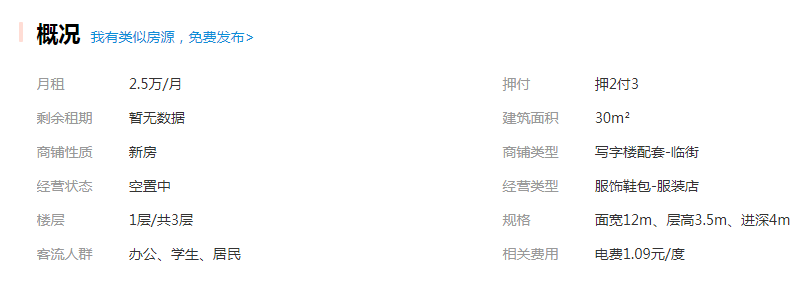 概况 我有类似房源，免费发布>
月租 2.5万/月 押付 押2付3
剩余租期 暂无数据 建筑面积 30m²
商铺性质 新房 商铺类型 写字楼配套-临街
经营状态 空置中 经营类型 服饰鞋包-服装店
楼层 1层/共3层 规格 面宽12m、层高3.5m、进深4m
客流人群 办公、学生、居民 相关费用 电费1.09元/度